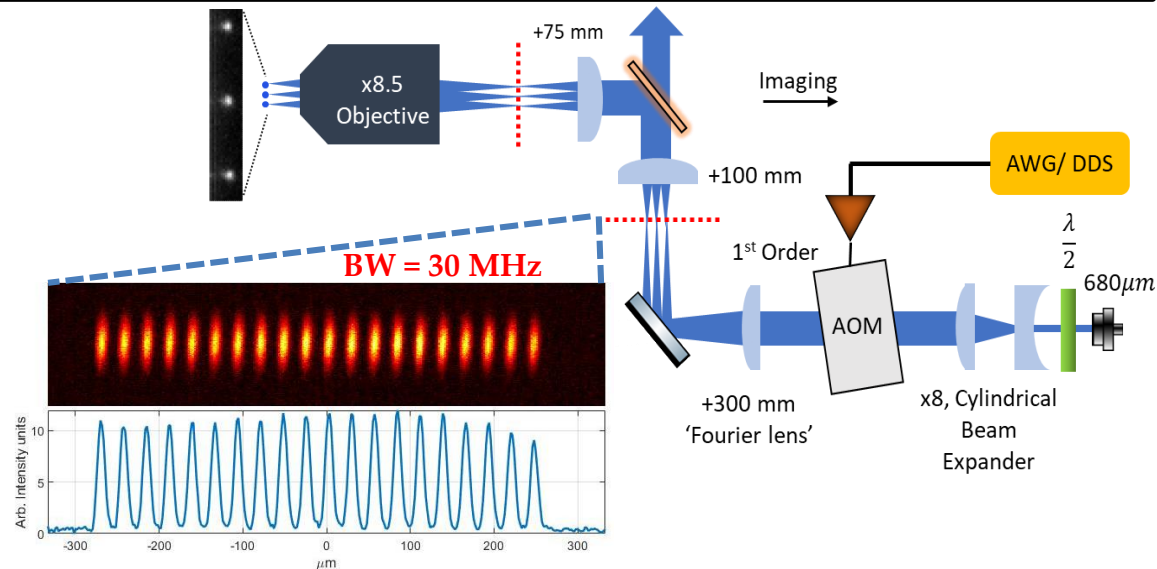 +75 mm
x8.5
Objective
Imaging
AWG/ DDS
+100 mm
λ/2
1st Order
680μm
BW = 30 MHz
AOM
+300 mm
'Fourier lens'
x8, Cylindrical
Beam
Expander
Arb. Intensity units
10
5
0
-300 -200 -100 0 100 200 300
μm